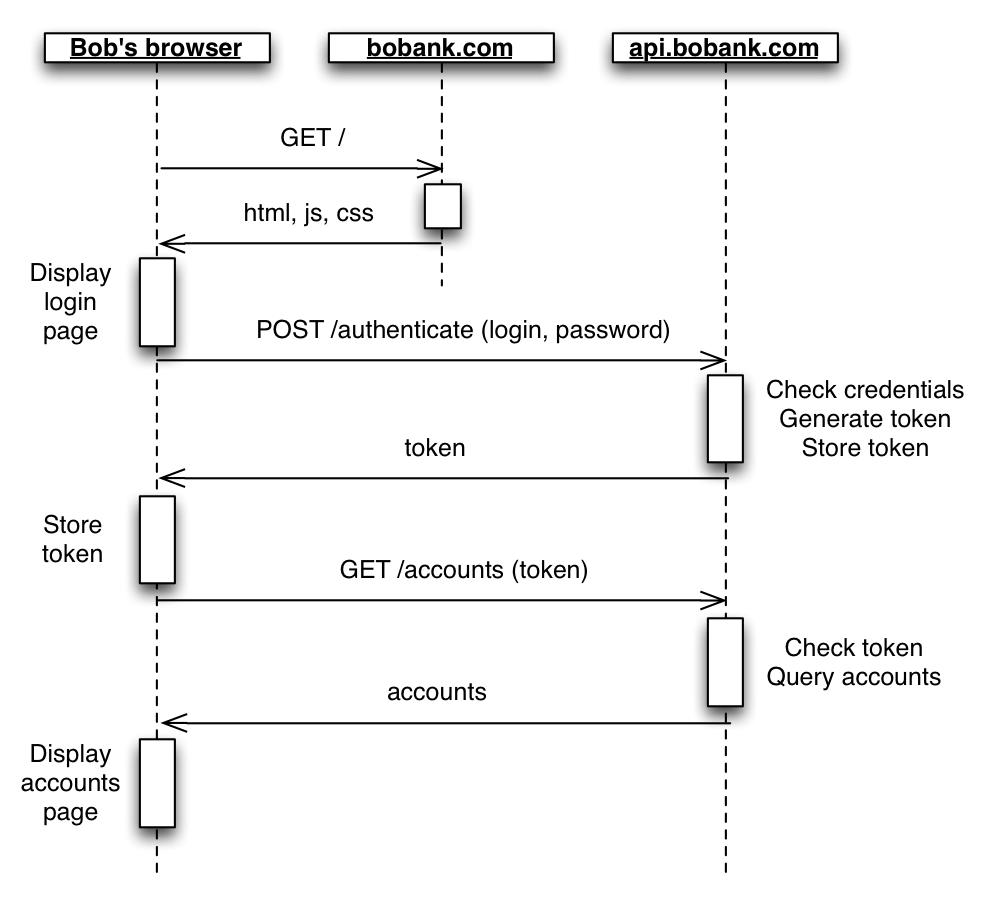 Bob's browser
bobank.com
api.bobank.com
GET /
html, js, css
Display
login
page
POST /authenticate (login, password)
Check credentials
Generate token
Store token
token
Store
token
GET /accounts (token)
Check token
Query accounts
accounts
Display
accounts
page